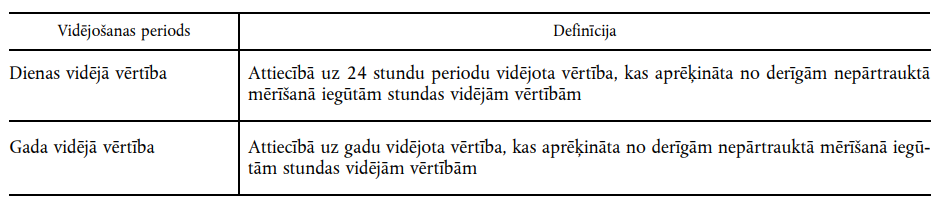 Vidējošanas periods
Definīcija
Dienas vidējā vērtība
Attiecībā uz 24 stundu periodu vidējota vērtība, kas aprēķināta no derīgām nepārtrauktā
mērīšanā iegūtām stundas vidējām vērtībām
Gada vidējā vērtība
Attiecībā uz gadu vidējota vērtība, kas aprēķināta no derīgām nepārtrauktā mērīšanā iegū-
tām stundas vidējām vērtībām